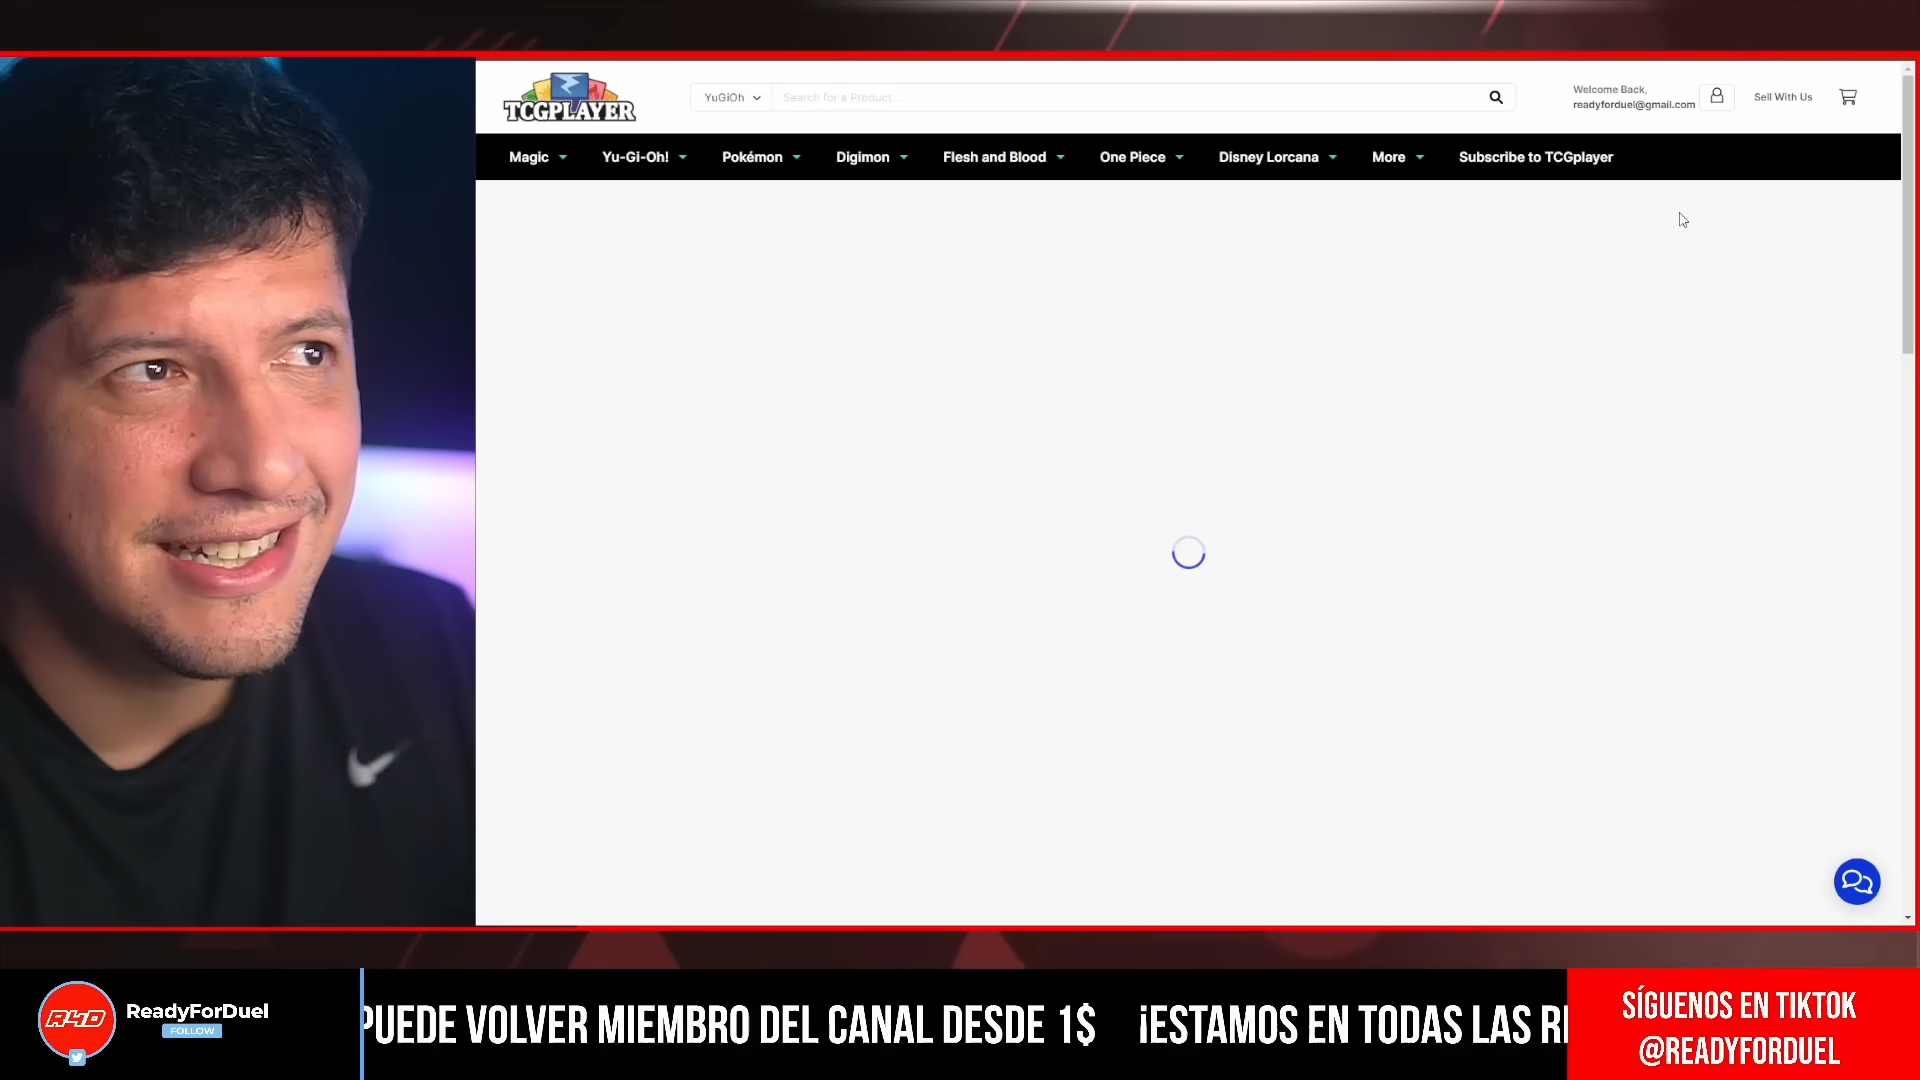 TCGPLAYER
YuGiOh
Search for a Product...
Welcome Back,
readyforduel@gmail.com
Sell With Us
Magic
Yu-Gi-Oh!
Pokémon
Digimon
Flesh and Blood
One Piece
Disney Lorcana
More
Subscribe to TCGplayer
R4D
ReadyForDuel
FOLLOW
PUEDE VOLVER MIEMBRO DEL CANAL DESDE 1$
¡ESTAMOS EN TODAS LAS
SÍGUENOS EN TIKTOK
@READYFORDUEL